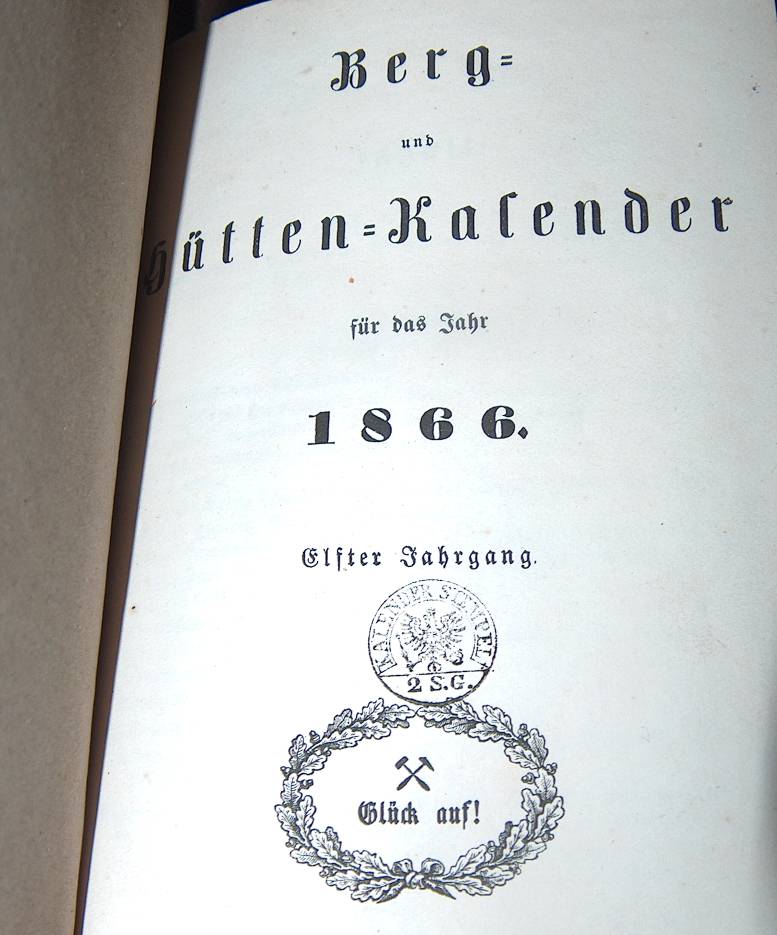 Berg=
und
Hütten=Kalender
für das Jahr
1866.
Elfter Jahrgang.
KALENDER STEMPEL
2 S.G.
Glück auf!